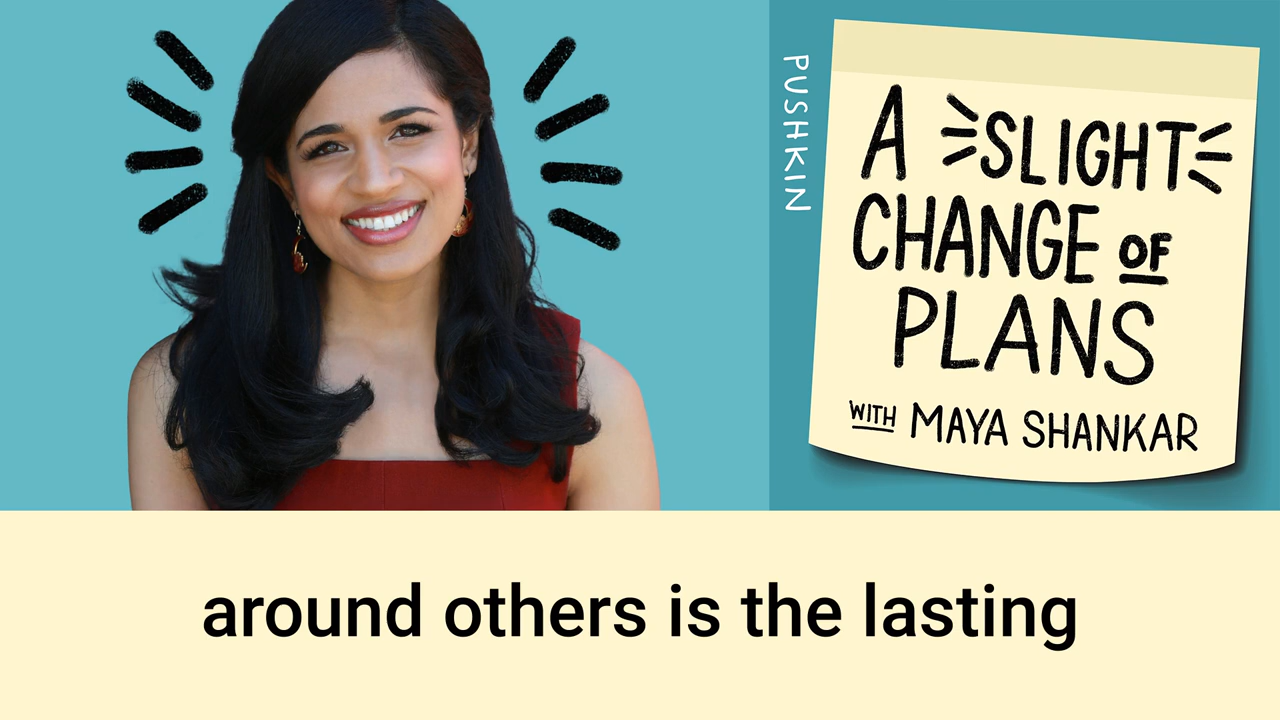 PUSHKIN
A SLIGHT
CHANGE OF
PLANS
WITH MAYA SHANKAR
around others is the lasting